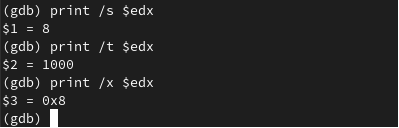 (gdb) print /s $edx
$1 = 8
(gdb) print /t $edx
$2 = 1000
(gdb) print /x $edx
$3 = 0x8
(gdb)